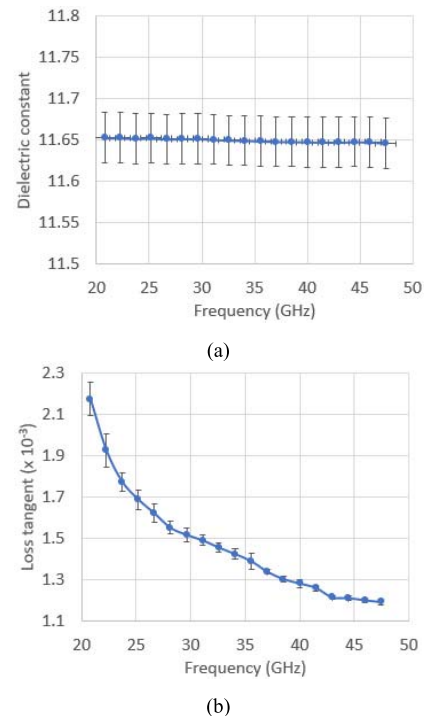 11.8
11.75
11.7
11.65
11.6
11.55
11.5
Dielectric constant
20 25 30 35 40 45 50
Frequency (GHz)
(a)
2.3
2.1
1.9
1.7
1.5
1.3
1.1
Loss tangent (x 10⁻³)
20 25 30 35 40 45 50
Frequency (GHz)
(b)